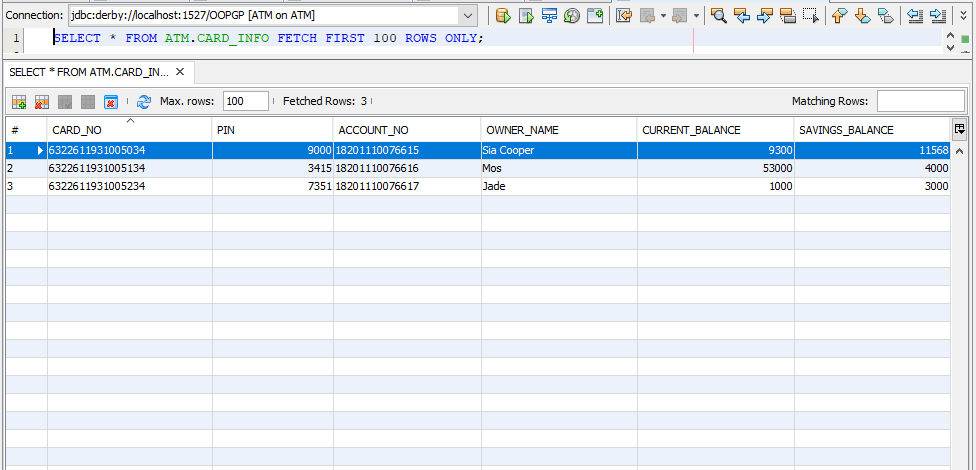 Connection: jdbc:derby://localhost:1527/OOPGP [ATM on ATM]
1 SELECT * FROM ATM.CARD_INFO FETCH FIRST 100 ROWS ONLY;
SELECT * FROM ATM.CARD_IN... ×
Max. rows: 100 Fetched Rows: 3 Matching Rows:
# CARD_NO PIN ACCOUNT_NO OWNER_NAME CURRENT_BALANCE SAVINGS_BALANCE
1 6322611931005034 9000 18201110076615 Sia Cooper 9300 11568
2 6322611931005134 3415 18201110076616 Mos 53000 4000
3 6322611931005234 7351 18201110076617 Jade 1000 3000